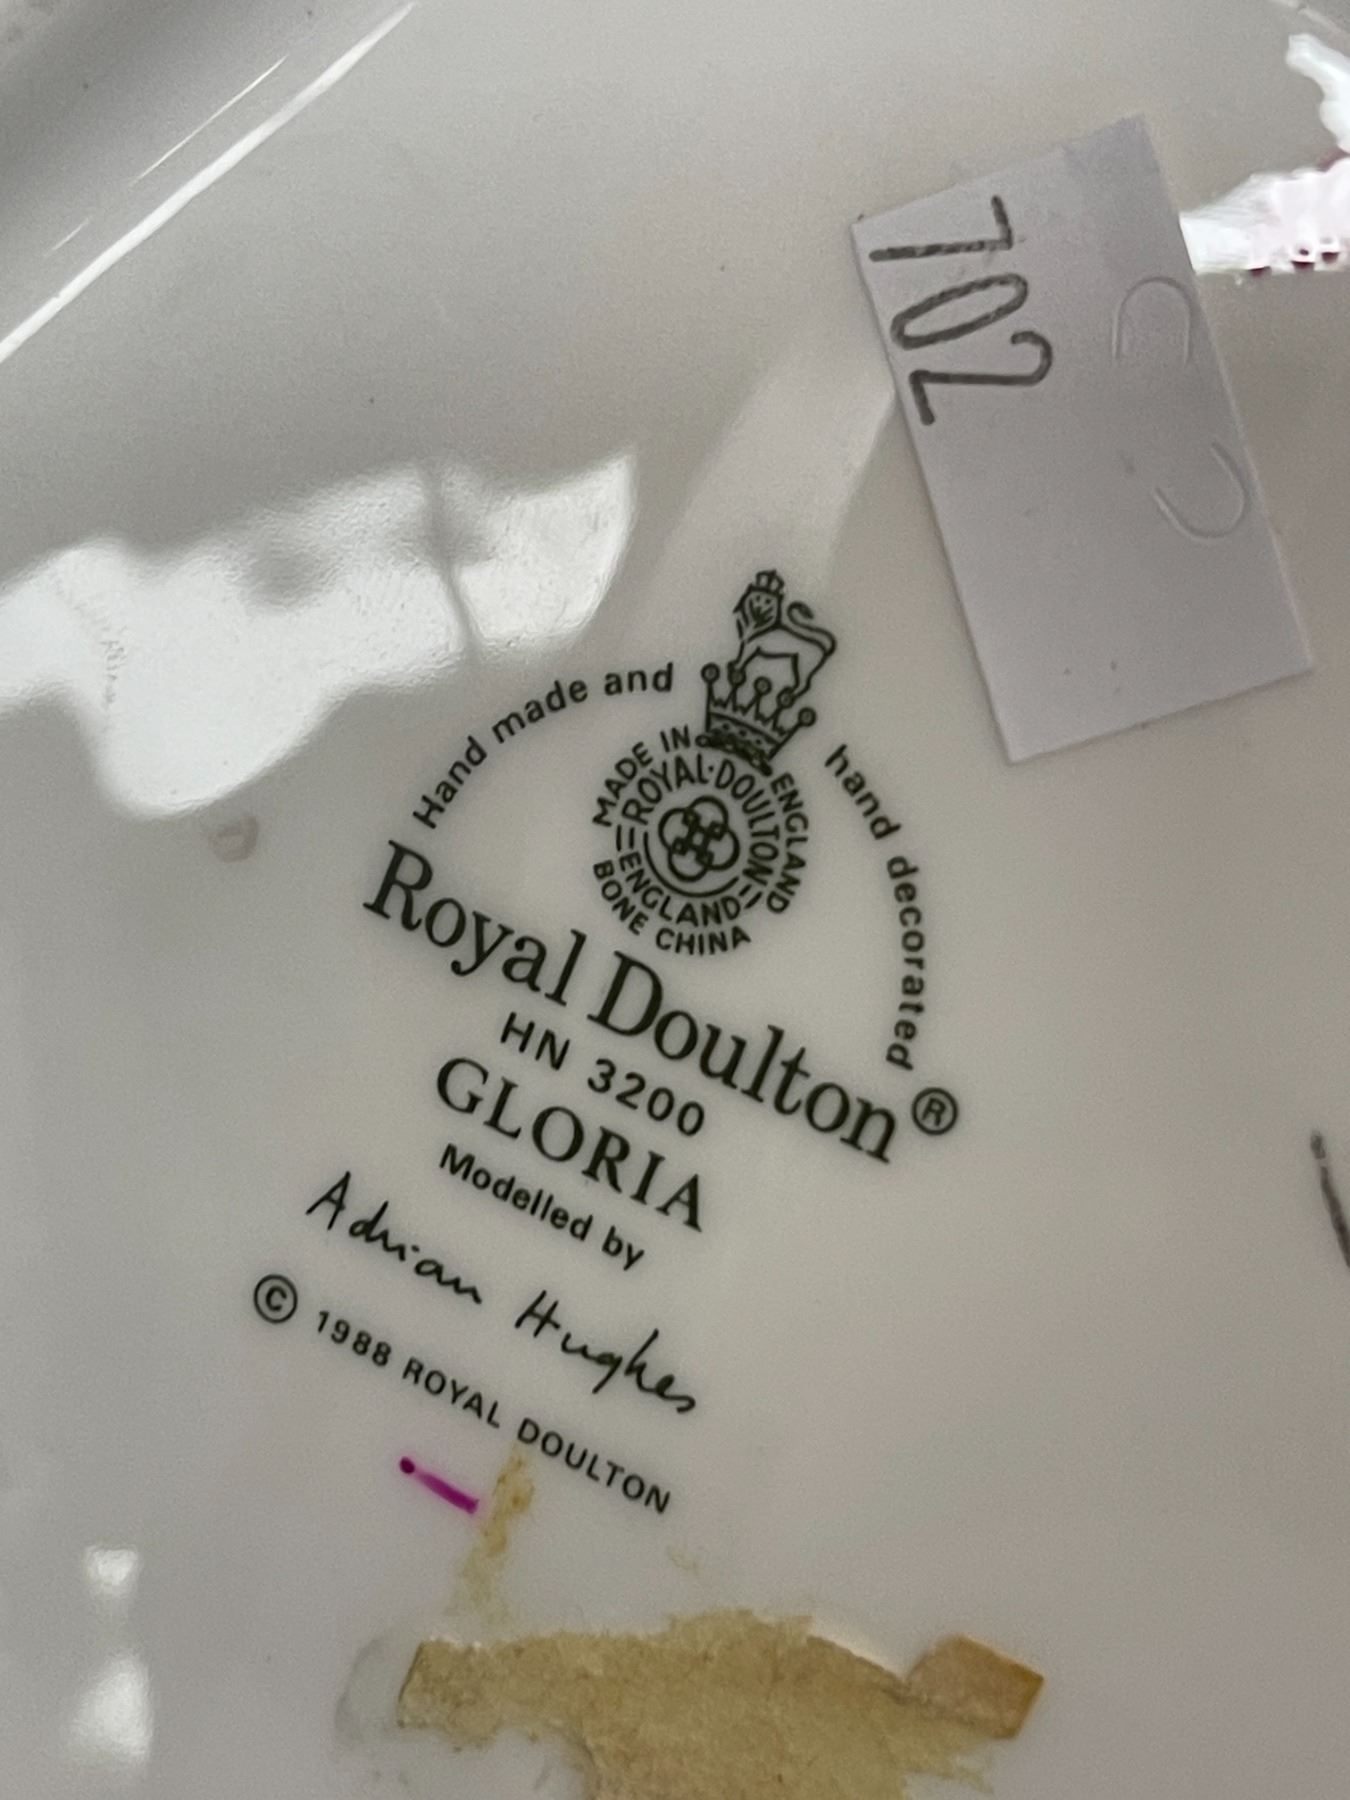 702
Hand made and hand decorated
MADE IN ENGLAND
ROYAL·DOULTON
ENGLAND
BONE CHINA
Royal Doulton®
HN 3200
GLORIA
Modelled by
Adrian Hughes
© 1988 ROYAL DOULTON